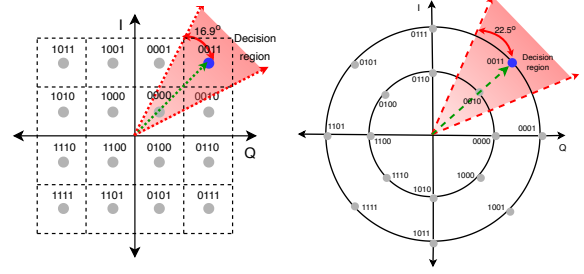 I
16.9°
1011 1001 0001 0011
Decision
region
1010 1000 0000 0010
Q
1110 1100 0100 0110
1111 1101 0101 0111
I
0111
22.5°
0101
0011
Decision
region
0110
0100
0010
1101
1100
0000
0001
Q
1110
1000
1010
1111
1001
1011